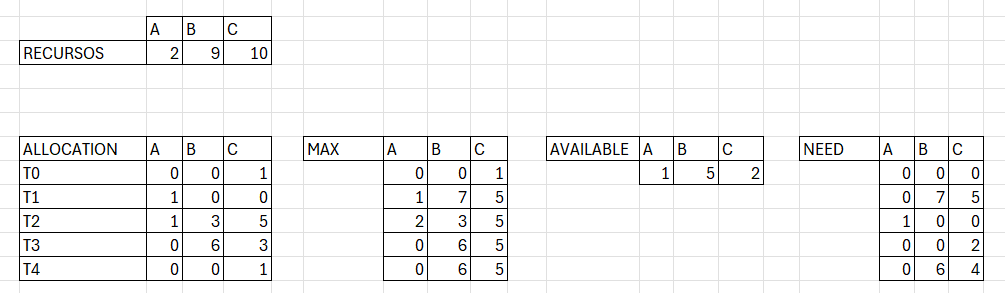 A B C
RECURSOS 2 9 10
ALLOCATION A B C MAX A B C AVAILABLE A B C NEED A B C
T0 0 0 1 0 0 1 1 5 2 0 0 0
T1 1 0 0 1 7 5 0 7 5
T2 1 3 5 2 3 5 1 0 0
T3 0 6 3 0 6 5 0 0 2
T4 0 0 1 0 6 5 0 6 4